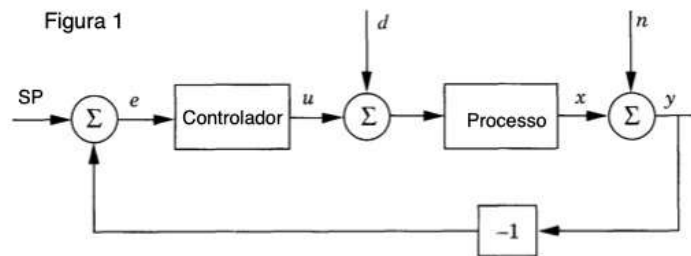 Figura 1
d
n
SP
Σ
e
Controlador
u
Σ
Processo
x
Σ
y
−1